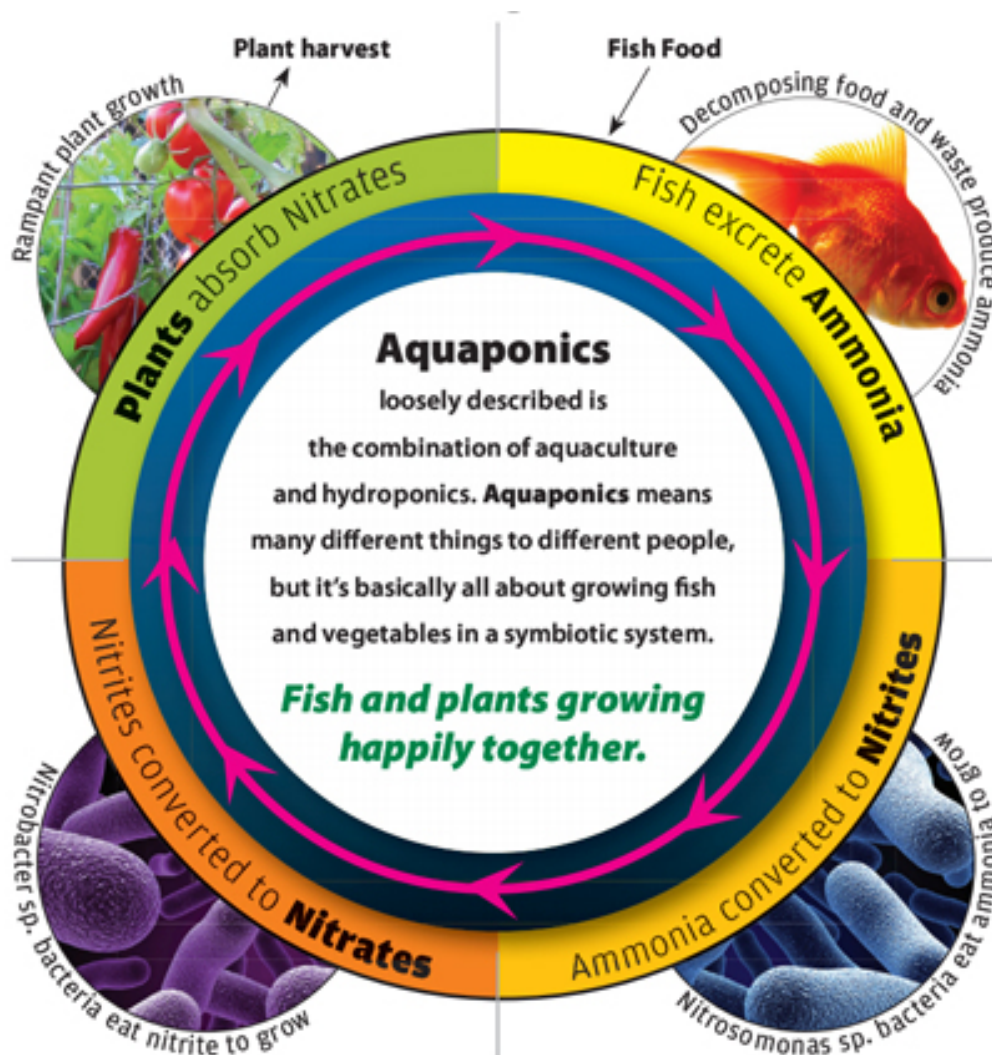 Plant harvest
Fish Food
Rampant plant growth
Decomposing food and waste produce ammonia
Plants absorb Nitrates
Fish excrete Ammonia
Aquaponics
loosely described is
the combination of aquaculture
and hydroponics. Aquaponics means
many different things to different people,
but it's basically all about growing fish
and vegetables in a symbiotic system.
Fish and plants growing
happily together.
Nitrites converted to Nitrates
Ammonia converted to Nitrites
Nitrobacter sp. bacteria eat nitrite to grow
Nitrosomonas sp. bacteria eat ammonia to grow